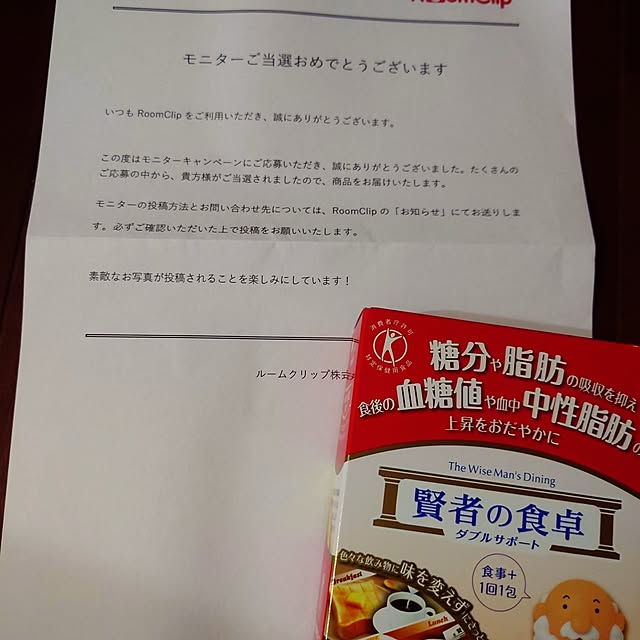 RoomClip
モニターご当選おめでとうございます
いつも RoomClip をご利用いただき、誠にありがとうございます。
この度はモニターキャンペーンにご応募いただき、誠にありがとうございました。たくさんの
ご応募の中から、貴方様がご当選されましたので、商品をお届けいたします。
モニターの投稿方法とお問い合わせ先については、RoomClip の「お知らせ」にてお送りしま
す。必ずご確認いただいた上で投稿をお願いいたします。
素敵なお写真が投稿されることを楽しみにしています！
ルームクリップ株式
消費者庁許可
特定保健用食品
糖分や脂肪の吸収を抑え
食後の血糖値や血中中性脂肪の
上昇をおだやかに
The Wise Man's Dining
賢者の食卓
ダブルサポート
色々な飲み物に味を変えず
食事+
1回1包
Breakfast
Lunch